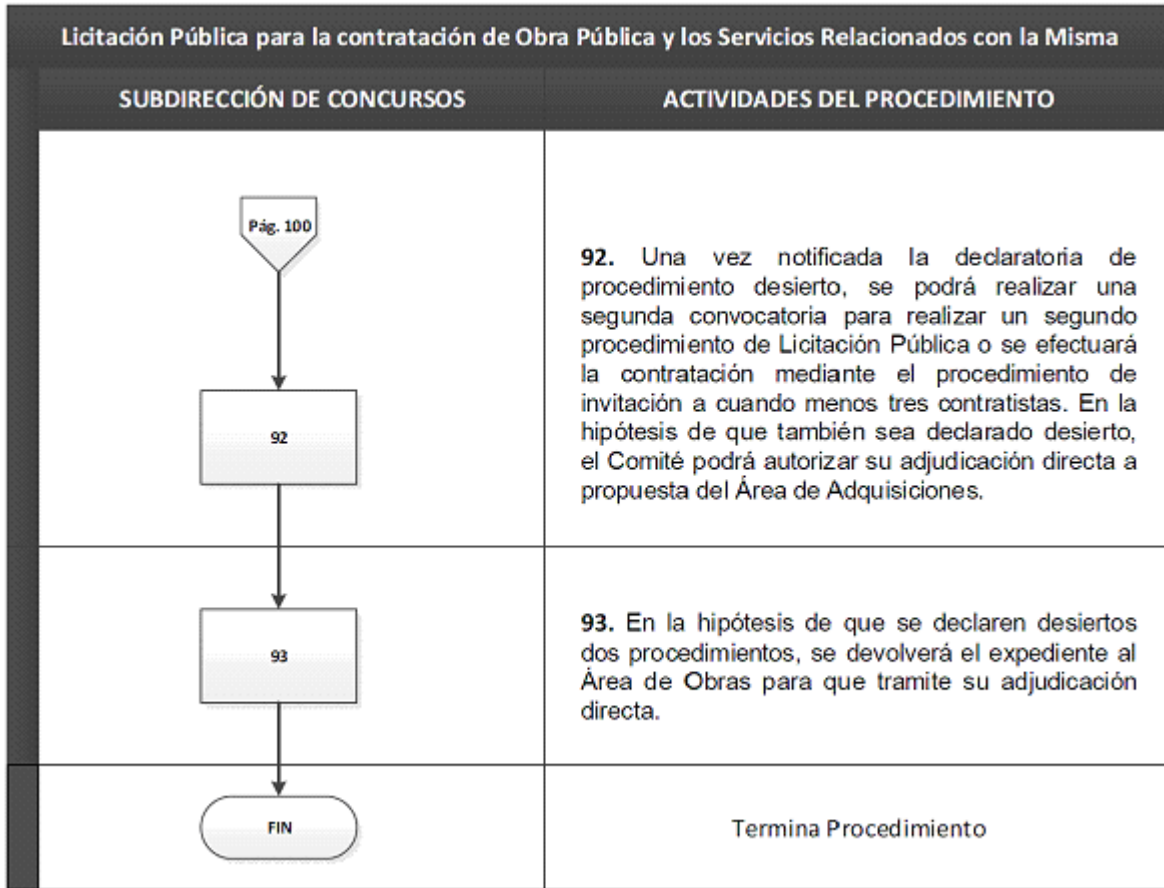 Licitación Pública para la contratación de Obra Pública y los Servicios Relacionados con la Misma
SUBDIRECCIÓN DE CONCURSOS
ACTIVIDADES DEL PROCEDIMIENTO
Pág. 100
92
92. Una vez notificada la declaratoria de
procedimiento desierto, se podrá realizar una
segunda convocatoria para realizar un segundo
procedimiento de Licitación Pública o se efectuará
la contratación mediante el procedimiento de
invitación a cuando menos tres contratistas. En la
hipótesis de que también sea declarado desierto,
el Comité podrá autorizar su adjudicación directa a
propuesta del Área de Adquisiciones.
93
93. En la hipótesis de que se declaren desiertos
dos procedimientos, se devolverá el expediente al
Área de Obras para que tramite su adjudicación
directa.
FIN
Termina Procedimiento